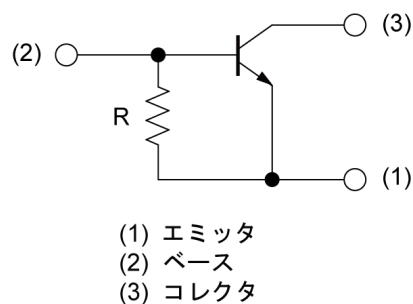 (3)
(2)
R
(1)
(1) エミッタ
(2) ベース
(3) コレクタ